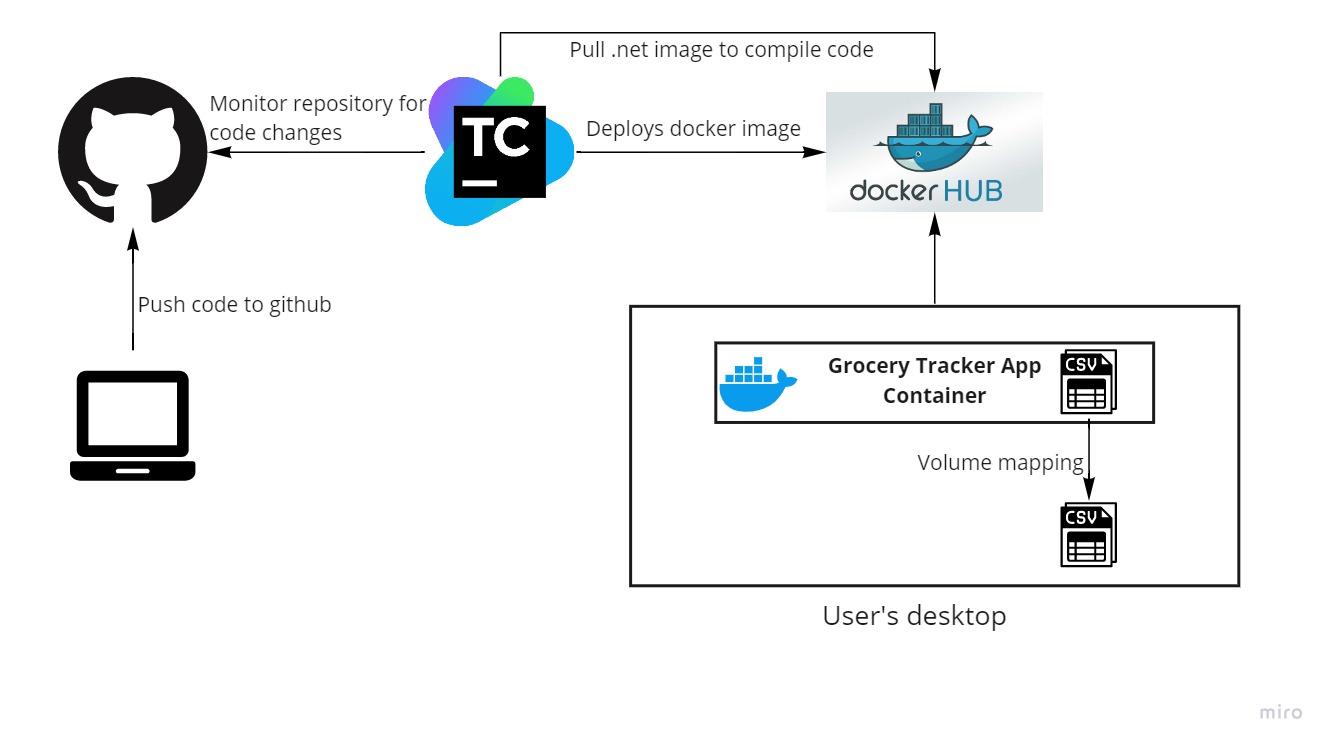 Pull .net image to compile code
Monitor repository for
code changes
TC
Deploys docker image
docker HUB
Push code to github
Grocery Tracker App
Container
CSV
Volume mapping
CSV
User's desktop
miro